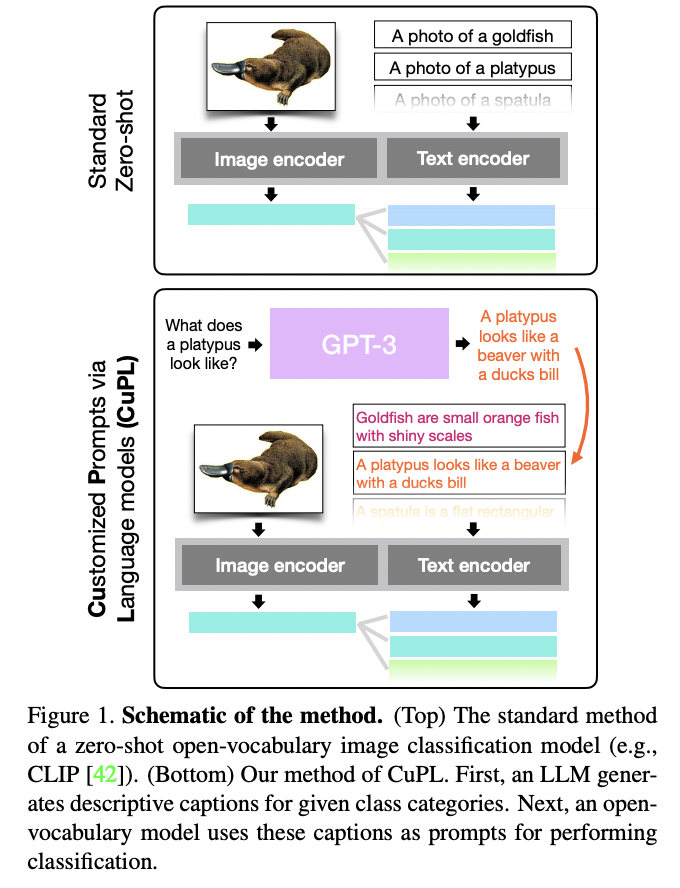 Standard
Zero-shot
A photo of a goldfish
A photo of a platypus
A photo of a spatula
Image encoder
Text encoder
Customized Prompts via
Language models (CuPL)
What does
a platypus
look like?
GPT-3
A platypus
looks like a
beaver with
a ducks bill
Goldfish are small orange fish
with shiny scales
A platypus looks like a beaver
with a ducks bill
A spatula is a flat rectangular
Image encoder
Text encoder
Figure 1. Schematic of the method. (Top) The standard method
of a zero-shot open-vocabulary image classification model (e.g.,
CLIP [42]). (Bottom) Our method of CuPL. First, an LLM gener-
ates descriptive captions for given class categories. Next, an open-
vocabulary model uses these captions as prompts for performing
classification.